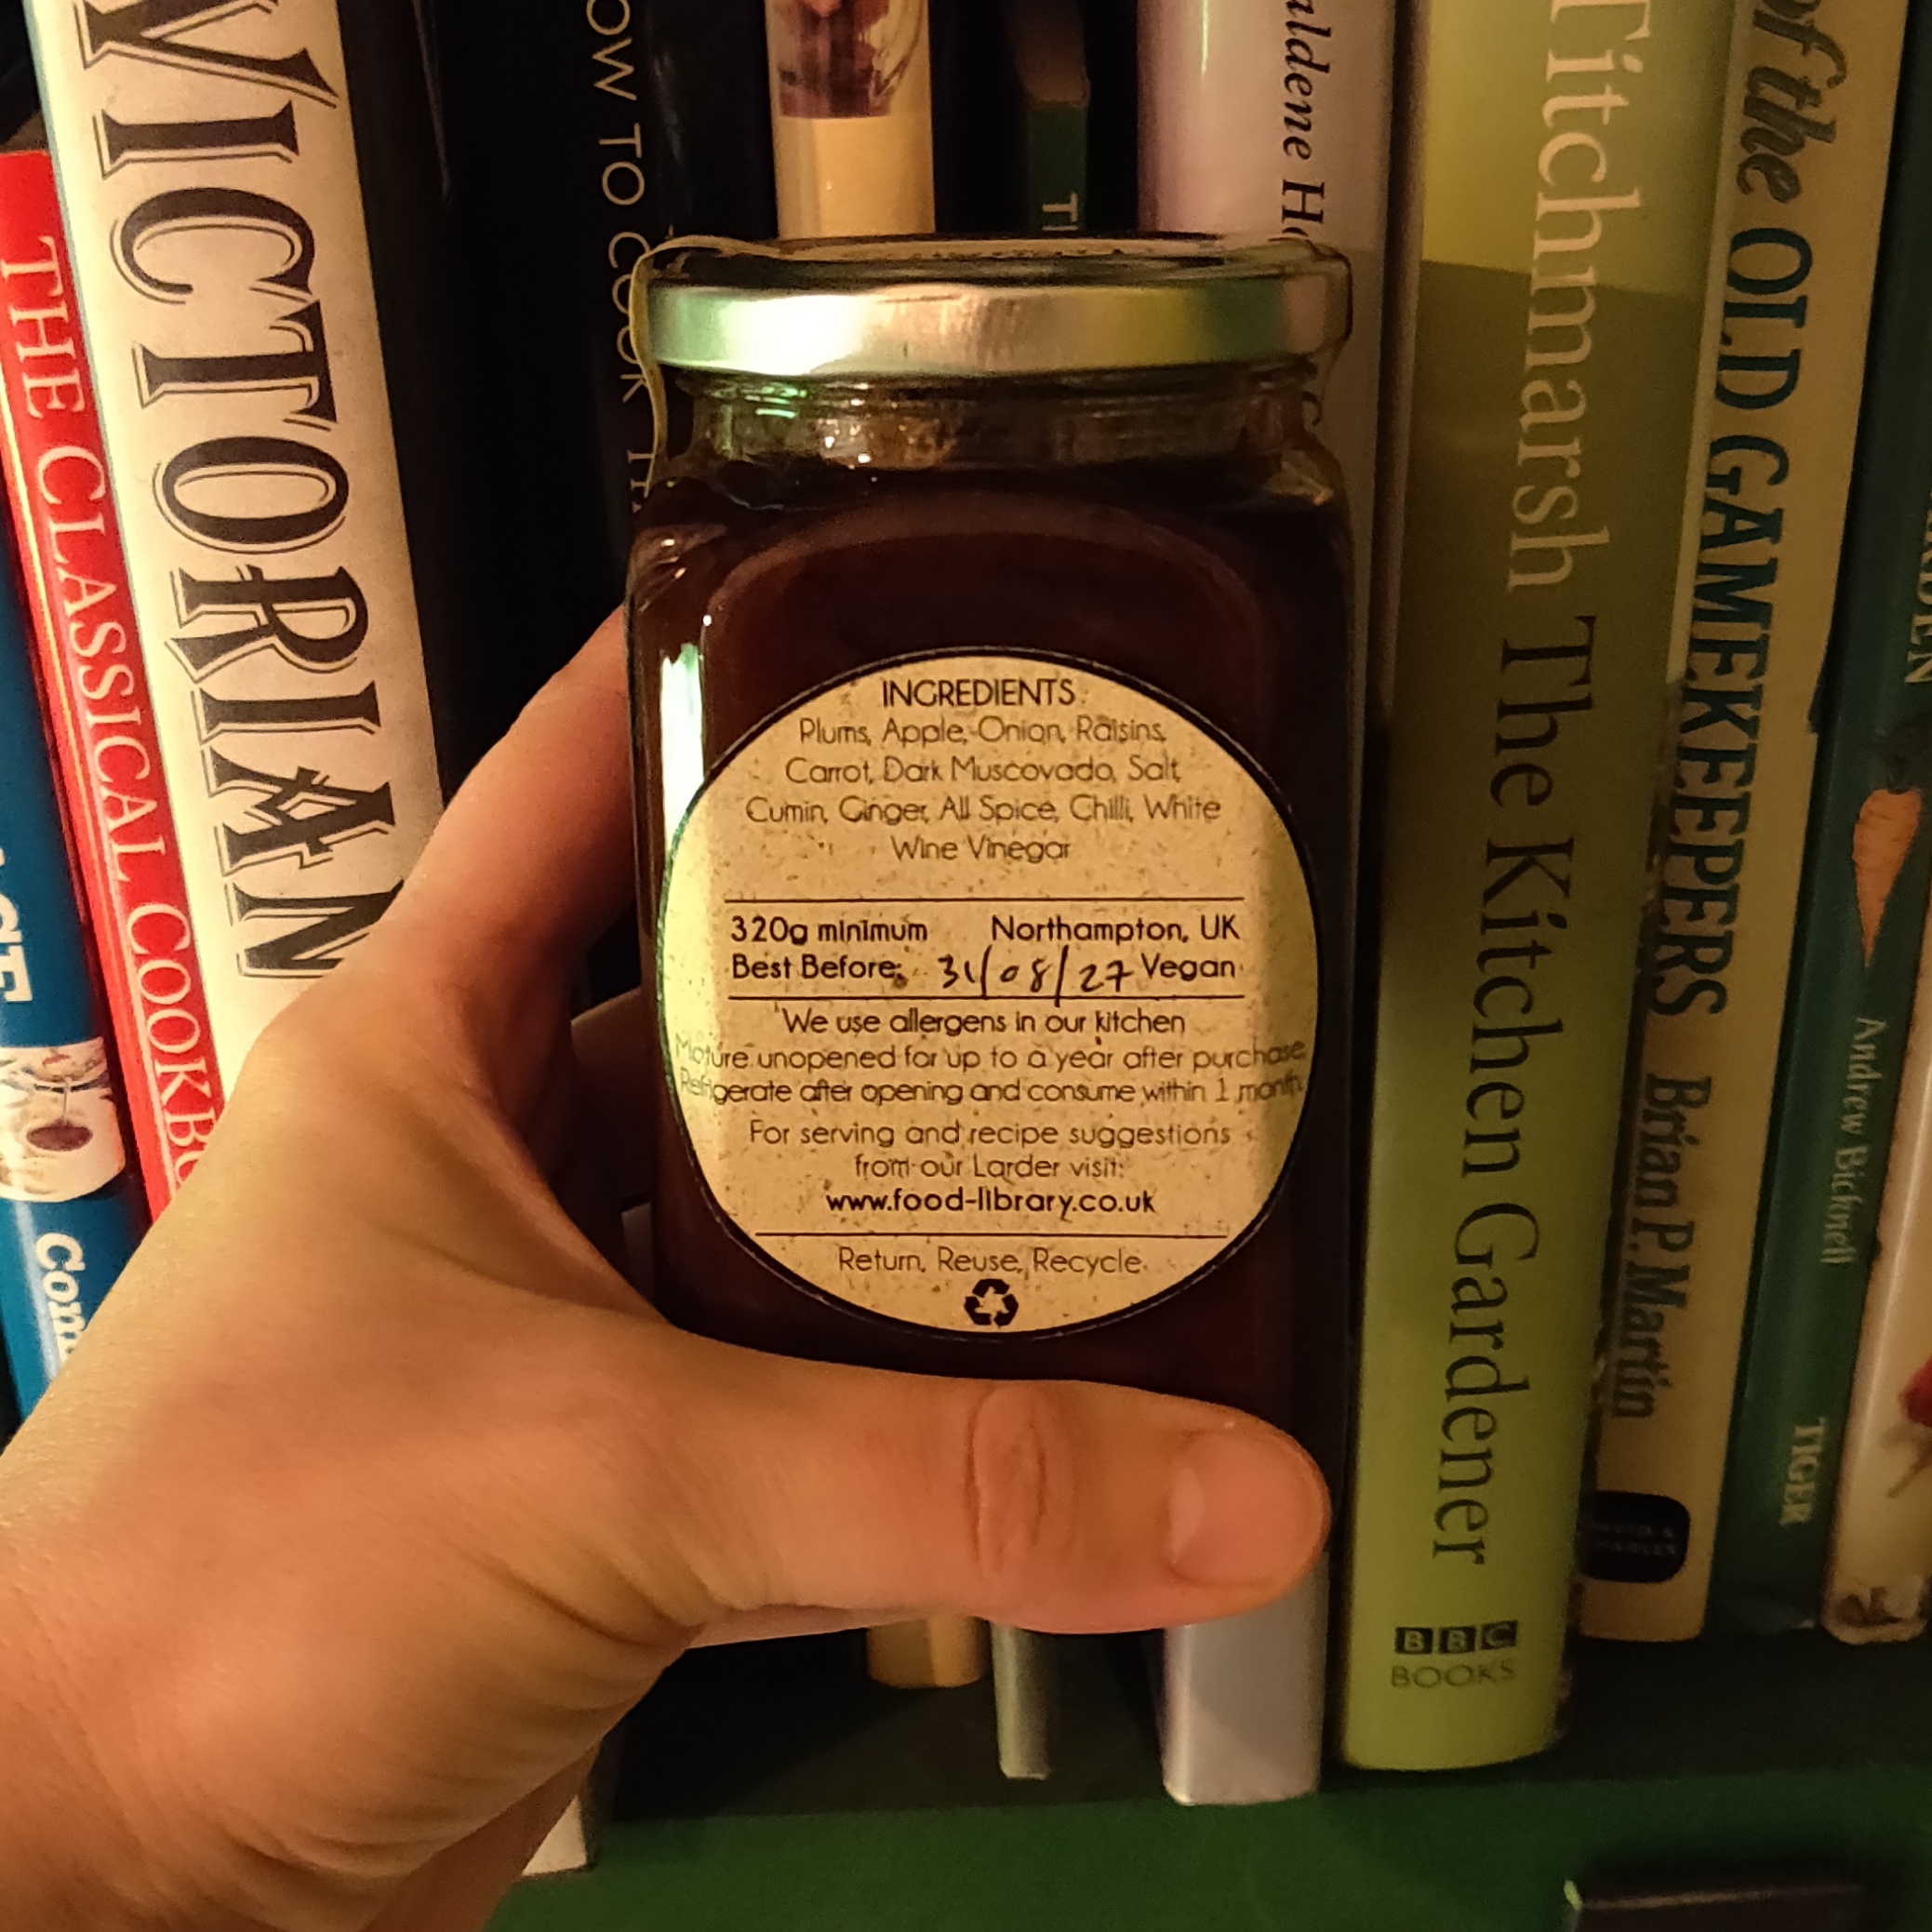 THE CLASSICAL COOKB
VICTORIAN
OW TO COOK
Com
INGREDIENTS
Plums, Apple, Onion, Raisins,
Carrot, Dark Muscovado, Salt,
Cumin, Ginger, All Spice, Chilli, White
Wine Vinegar
320g minimum Northampton, UK
Best Before: 31/08/27 Vegan
We use allergens in our kitchen
Mature unopened for up to a year after purchase.
Refrigerate after opening and consume within 1 month.
For serving and recipe suggestions
from our Larder visit:
www.food-library.co.uk
Return, Reuse, Recycle
aldene H
Titchmarsh The Kitchen Gardener
BBC
BOOKS
of the OLD GAMEKEEPERS Brian P. Martin
DAVID &
CHARLES
Andrew Bicknell
TIGER